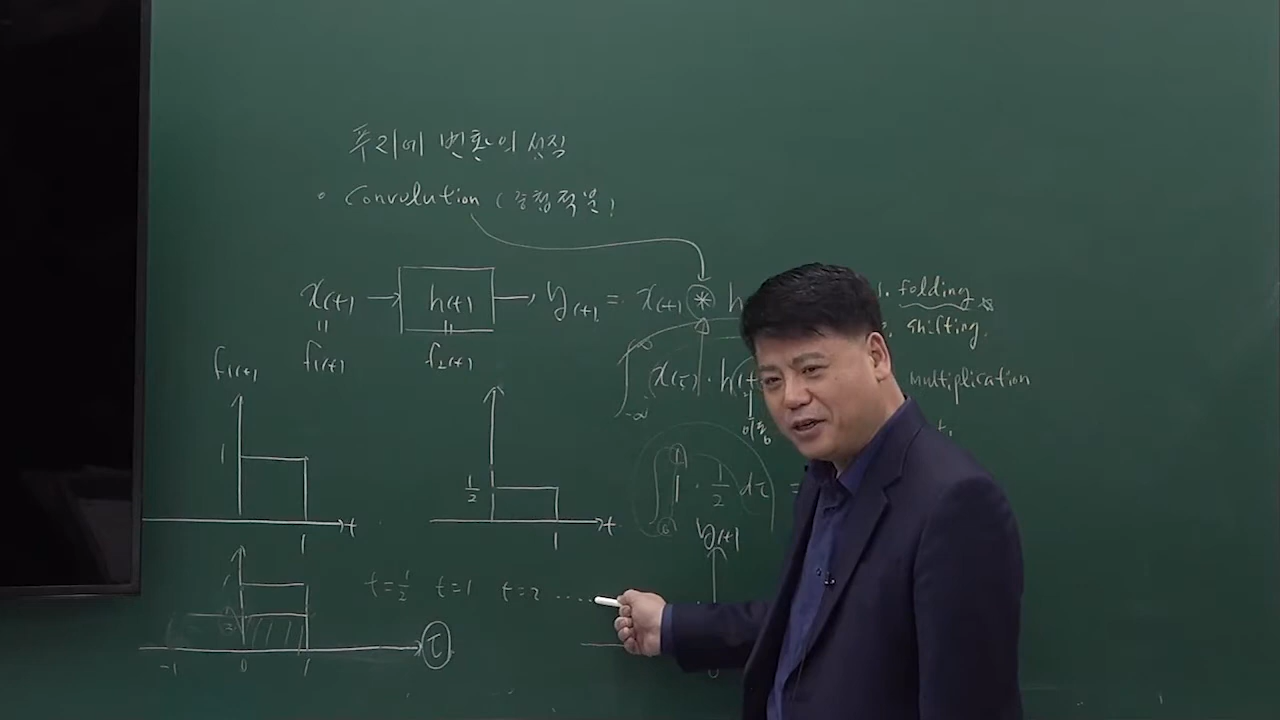 푸리에 변환의 성질
• Convolution (중첩적분)
x(t) → h(t) → y(t) = x(t) * h
1. folding
shifting.
f₁(t) f₁(t) f₂(t)
∫ x(τ) · h(t
-∞ ∞
multiplication
이동
1 1/2 t
1 t 1
∫ 1 · 1/2 dτ =
0 1
y(t)
t=1/2 t=1 t=2 .....
-1 0 1 τ
0